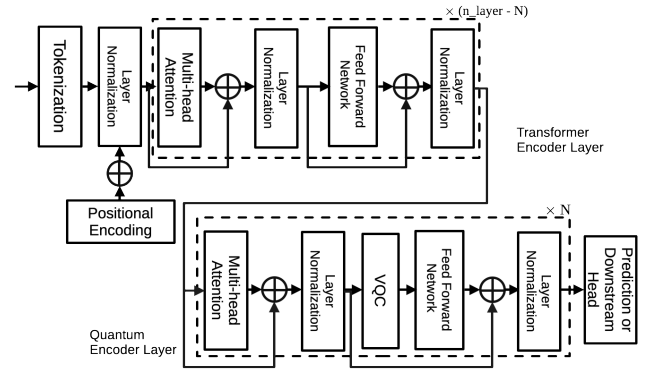 × (n_layer - N)
Tokenization
Layer
Normalization
Multi-head
Attention
Layer
Normalization
Feed Forward
Network
Layer
Normalization
Transformer
Encoder Layer
Positional
Encoding
× N
Multi-head
Attention
Layer
Normalization
VQC
Feed Forward
Network
Layer
Normalization
Prediction or
Downstream
Head
Quantum
Encoder Layer